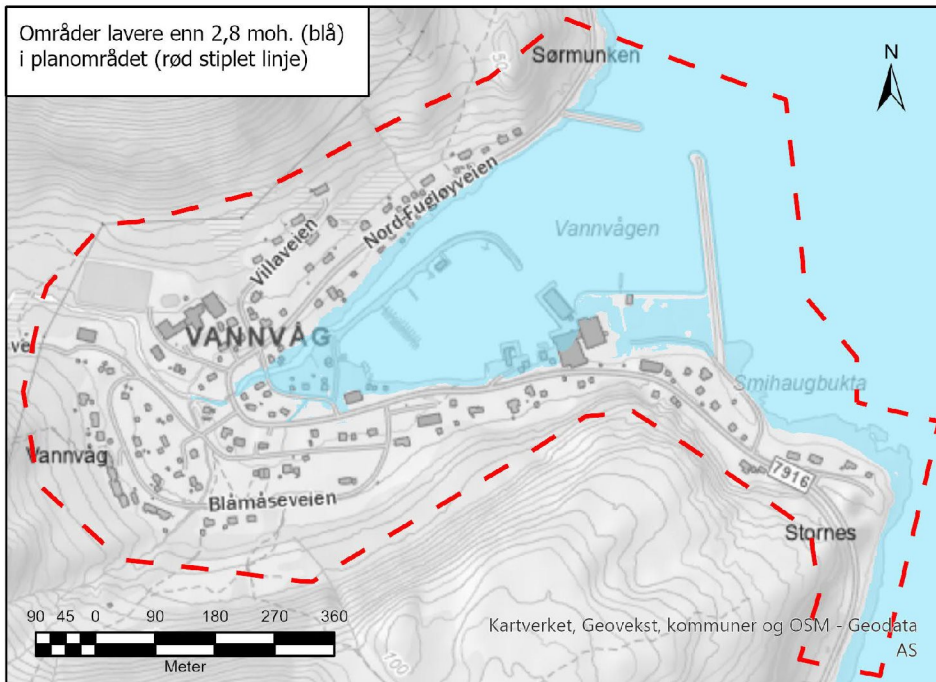 Områder lavere enn 2,8 moh. (blå)
i planområdet (rød stiplet linje)
50
Sørmunken
N
Nord-Fugløyveien
Villaveien
Vannvågen
VANNVÅG
ve
Smihaugbukta
Vannvåg
7916
Blåmåseveien
Stornes
90 45 0 90 180 270 360
Meter
100
Kartverket, Geovekst, kommuner og OSM - Geodata
AS